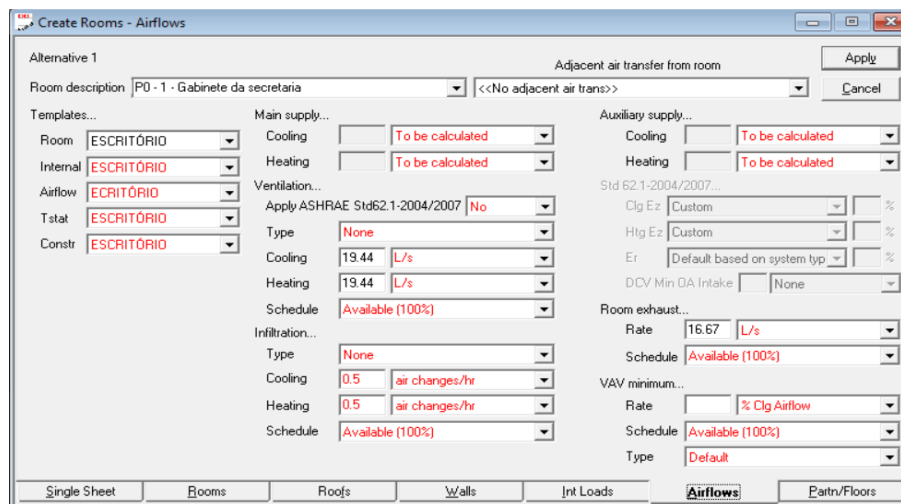 Create Rooms - Airflows
Alternative 1
Adjacent air transfer from room
Apply
Room description P0 - 1 - Gabinete da secretaria <<No adjacent air trans>> Cancel
Templates... Main supply... Auxiliary supply...
Room ESCRITÓRIO Cooling To be calculated Cooling To be calculated
Internal ESCRITÓRIO Heating To be calculated Heating To be calculated
Airflow ECRITÓRIO Ventilation... Std 62.1-2004/2007...
Tstat ESCRITÓRIO Apply ASHRAE Std62.1-2004/2007 No Clg Ez Custom %
Constr ESCRITÓRIO Type None Htg Ez Custom %
Cooling 19.44 L/s Er Default based on system typ %
Heating 19.44 L/s DCV Min OA Intake None
Schedule Available (100%) Room exhaust...
Infiltration... Rate 16.67 L/s
Type None Schedule Available (100%)
Cooling 0.5 air changes/hr VAV minimum...
Heating 0.5 air changes/hr Rate % Clg Airflow
Schedule Available (100%) Schedule Available (100%)
Type Default
Single Sheet Rooms Roofs Walls Int Loads Airflows Partn/Floors